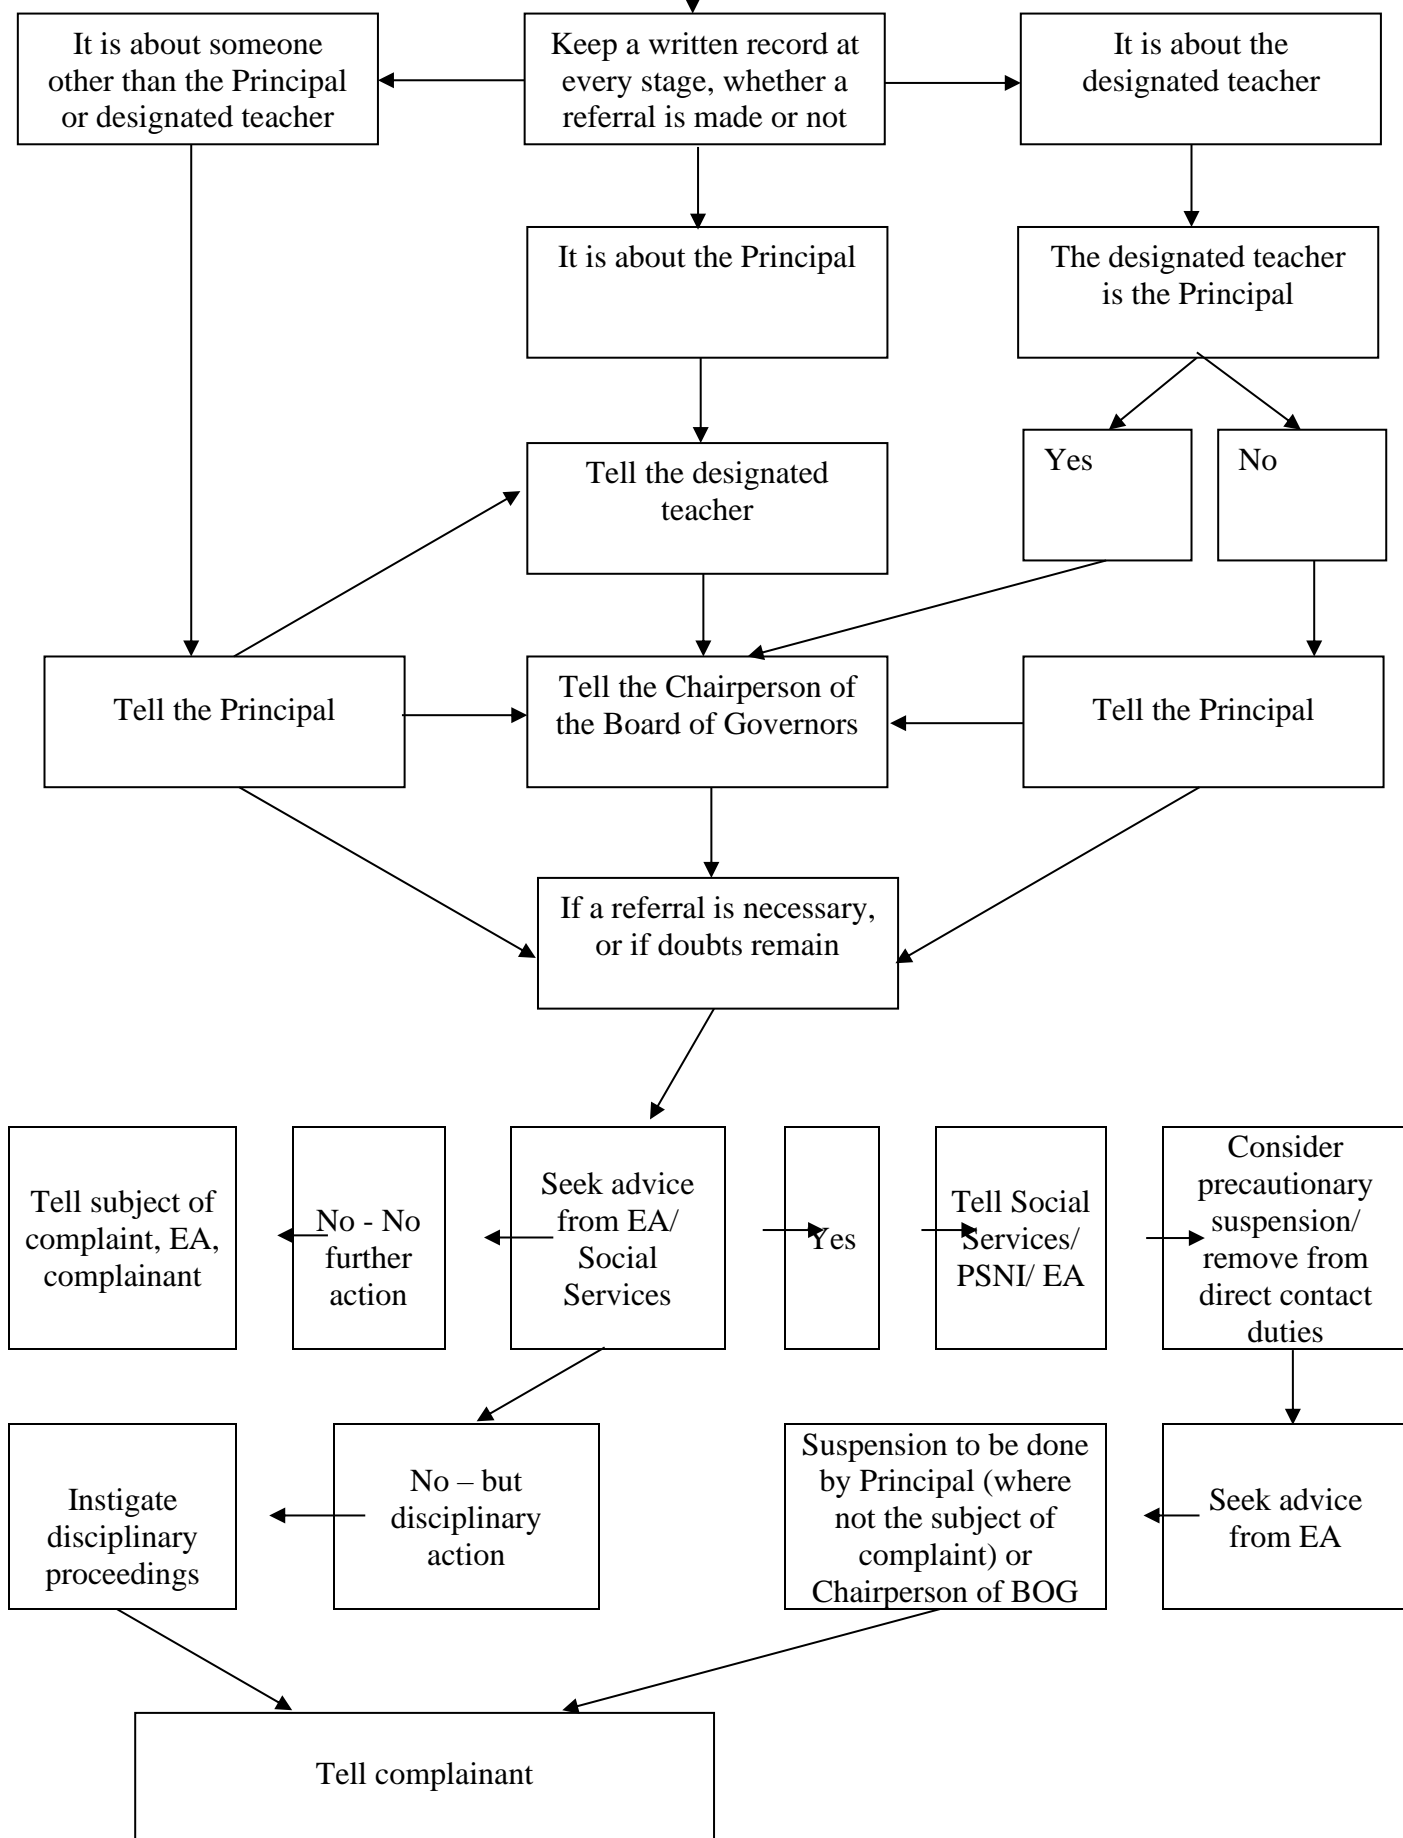 It is about someone
other than the Principal
or designated teacher
Keep a written record at
every stage, whether a
referral is made or not
It is about the
designated teacher
It is about the Principal
The designated teacher
is the Principal
Tell the designated
teacher
Yes
No
Tell the Principal
Tell the Chairperson of
the Board of Governors
Tell the Principal
If a referral is necessary,
or if doubts remain
Tell subject of
complaint, EA,
complainant
No - No
further
action
Seek advice
from EA/
Social
Services
Yes
Tell Social
Services/
PSNI/ EA
Consider
precautionary
suspension/
remove from
direct contact
duties
Instigate
disciplinary
proceedings
No – but
disciplinary
action
Suspension to be done
by Principal (where
not the subject of
complaint) or
Chairperson of BOG
Seek advice
from EA
Tell complainant